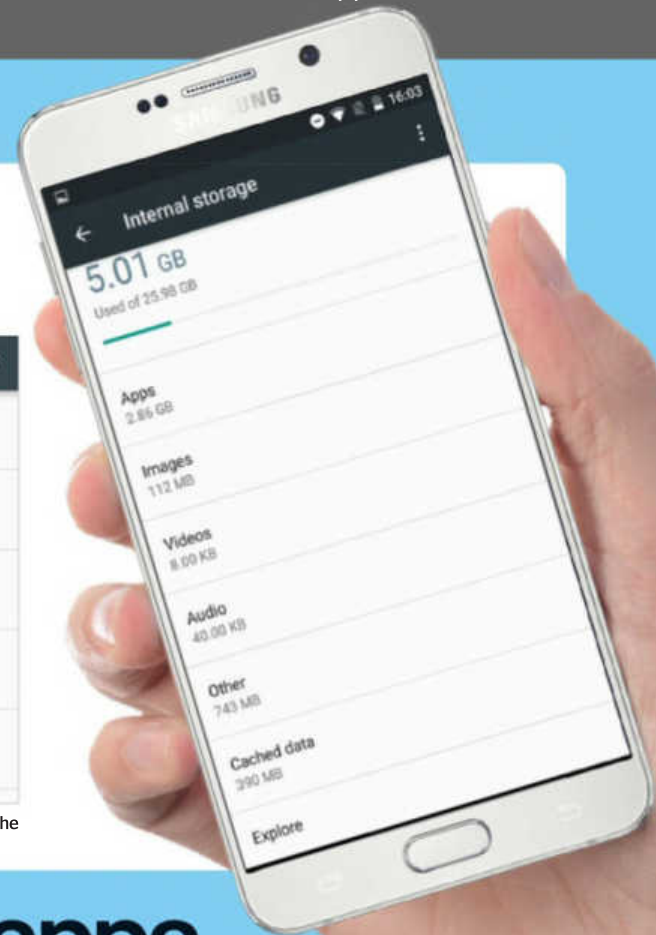 SAMSUNG
16:03
Internal storage
5.01 GB
Used of 25.98 GB
Apps
2.86 GB
Images
112 MB
Videos
8.00 KB
Audio
40.00 KB
Other
743 MB
Cached data
390 MB
Explore
he